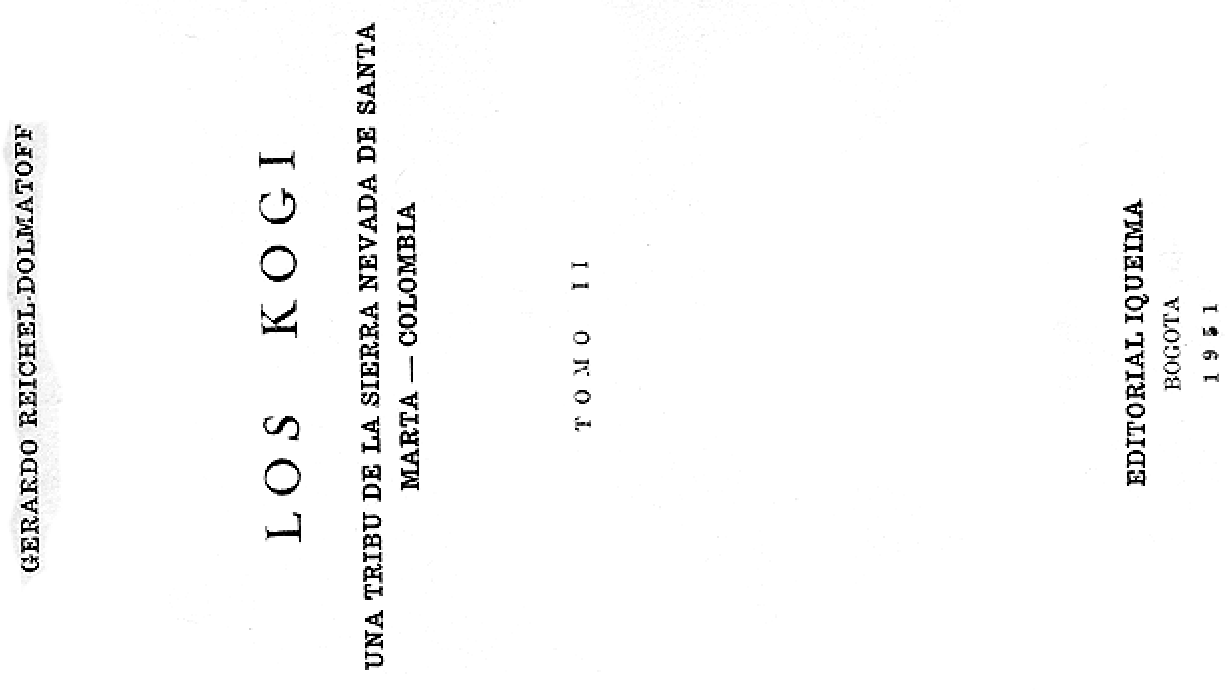 GERARDO REICHEL-DOLMATOFF
LOS KOGI
UNA TRIBU DE LA SIERRA NEVADA DE SANTA
MARTA — COLOMBIA
TOMO II
EDITORIAL IQUEIMA
BOGOTA
1951